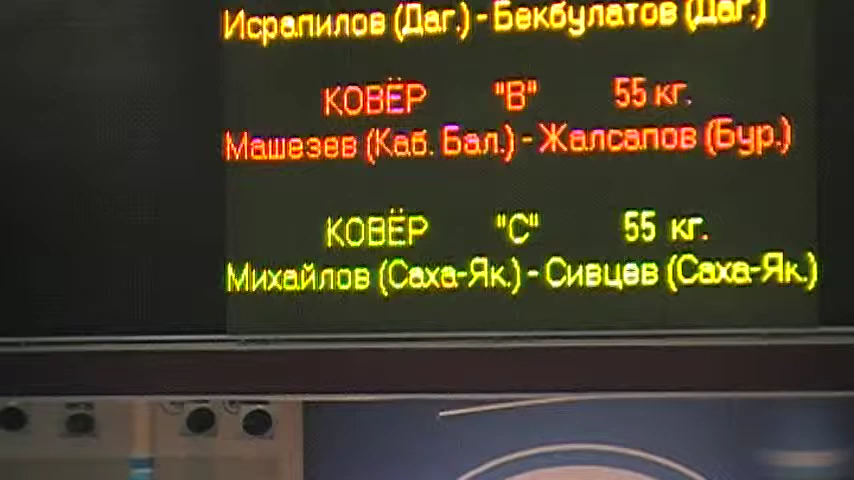 Исрапилов (Даг.) - Бекбулатов (Даг.)
КОВЁР "В" 55 кг.
Машезев (Каб. Бал.) - Жалсапов (Бур.)
КОВЁР "С" 55 кг.
Михайлов (Саха-Як.) - Сивцев (Саха-Як.)